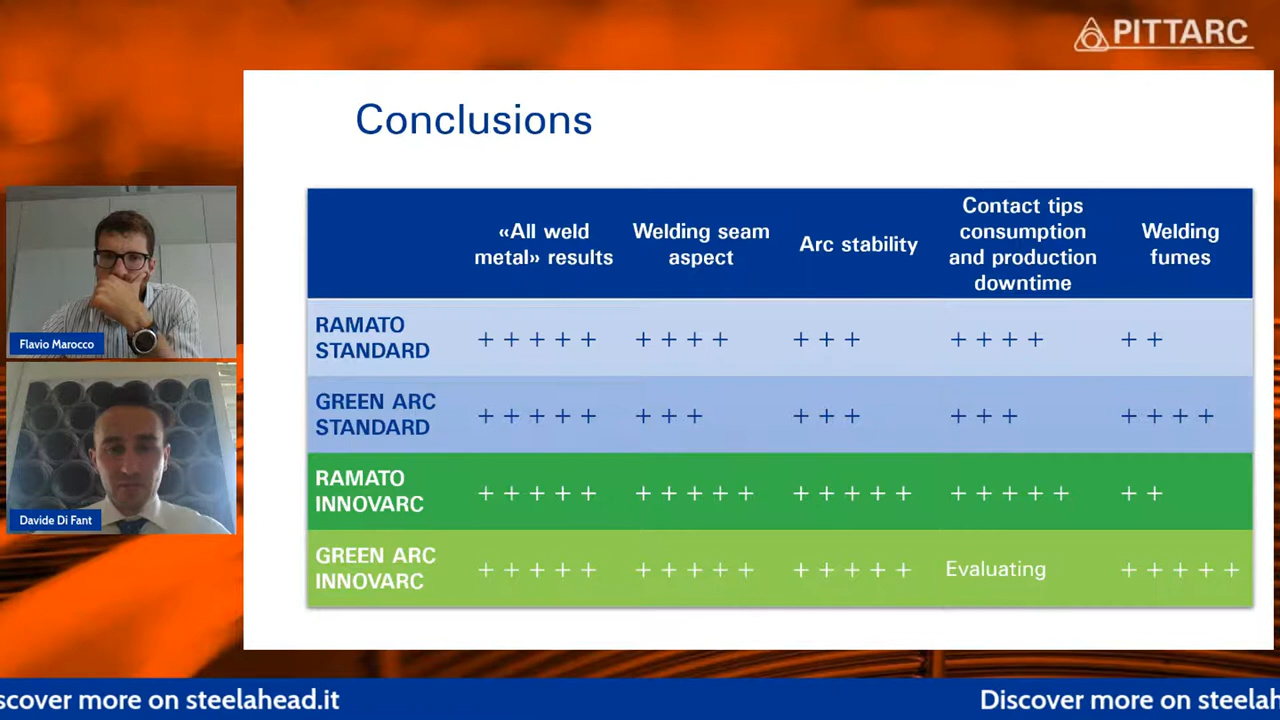 PITTARC
Conclusions
«All weld
metal» results
Welding seam
aspect
Arc stability
Contact tips
consumption
and production
downtime
Welding
fumes
RAMATO
STANDARD
+ + + + +
+ + + +
+ + +
+ + + +
+ +
GREEN ARC
STANDARD
+ + + + +
+ + +
+ + +
+ + +
+ + + +
RAMATO
INNOVARC
+ + + + +
+ + + + +
+ + + + +
+ + + + +
+ +
GREEN ARC
INNOVARC
+ + + + +
+ + + + +
+ + + + +
Evaluating
+ + + + +
Flavio Marocco
Davide Di Fant
scover more on steelahead.it
Discover more on steelah